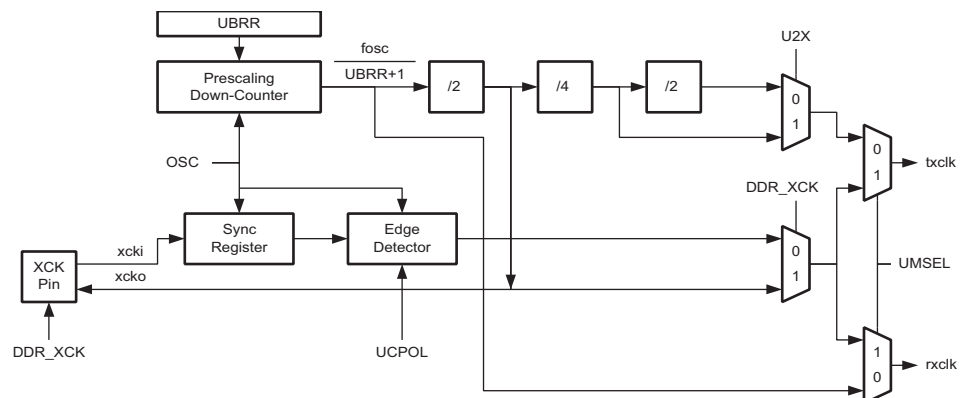 UBRR
fosc
U2X
Prescaling
Down-Counter
UBRR+1
/2
/4
/2
0
1
OSC
0
1
txclk
DDR_XCK
xcki
Sync
Register
Edge
Detector
0
1
XCK
Pin
xcko
UMSEL
DDR_XCK
UCPOL
1
0
rxclk